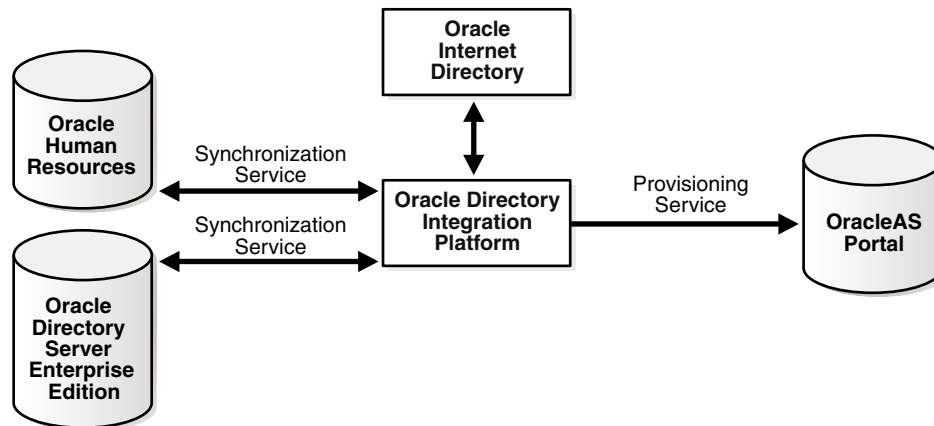 Oracle
Internet
Directory
Oracle
Human
Resources
Synchronization
Service
Oracle Directory
Integration
Platform
Provisioning
Service
OracleAS
Portal
Synchronization
Service
Oracle
Directory
Server
Enterprise
Edition